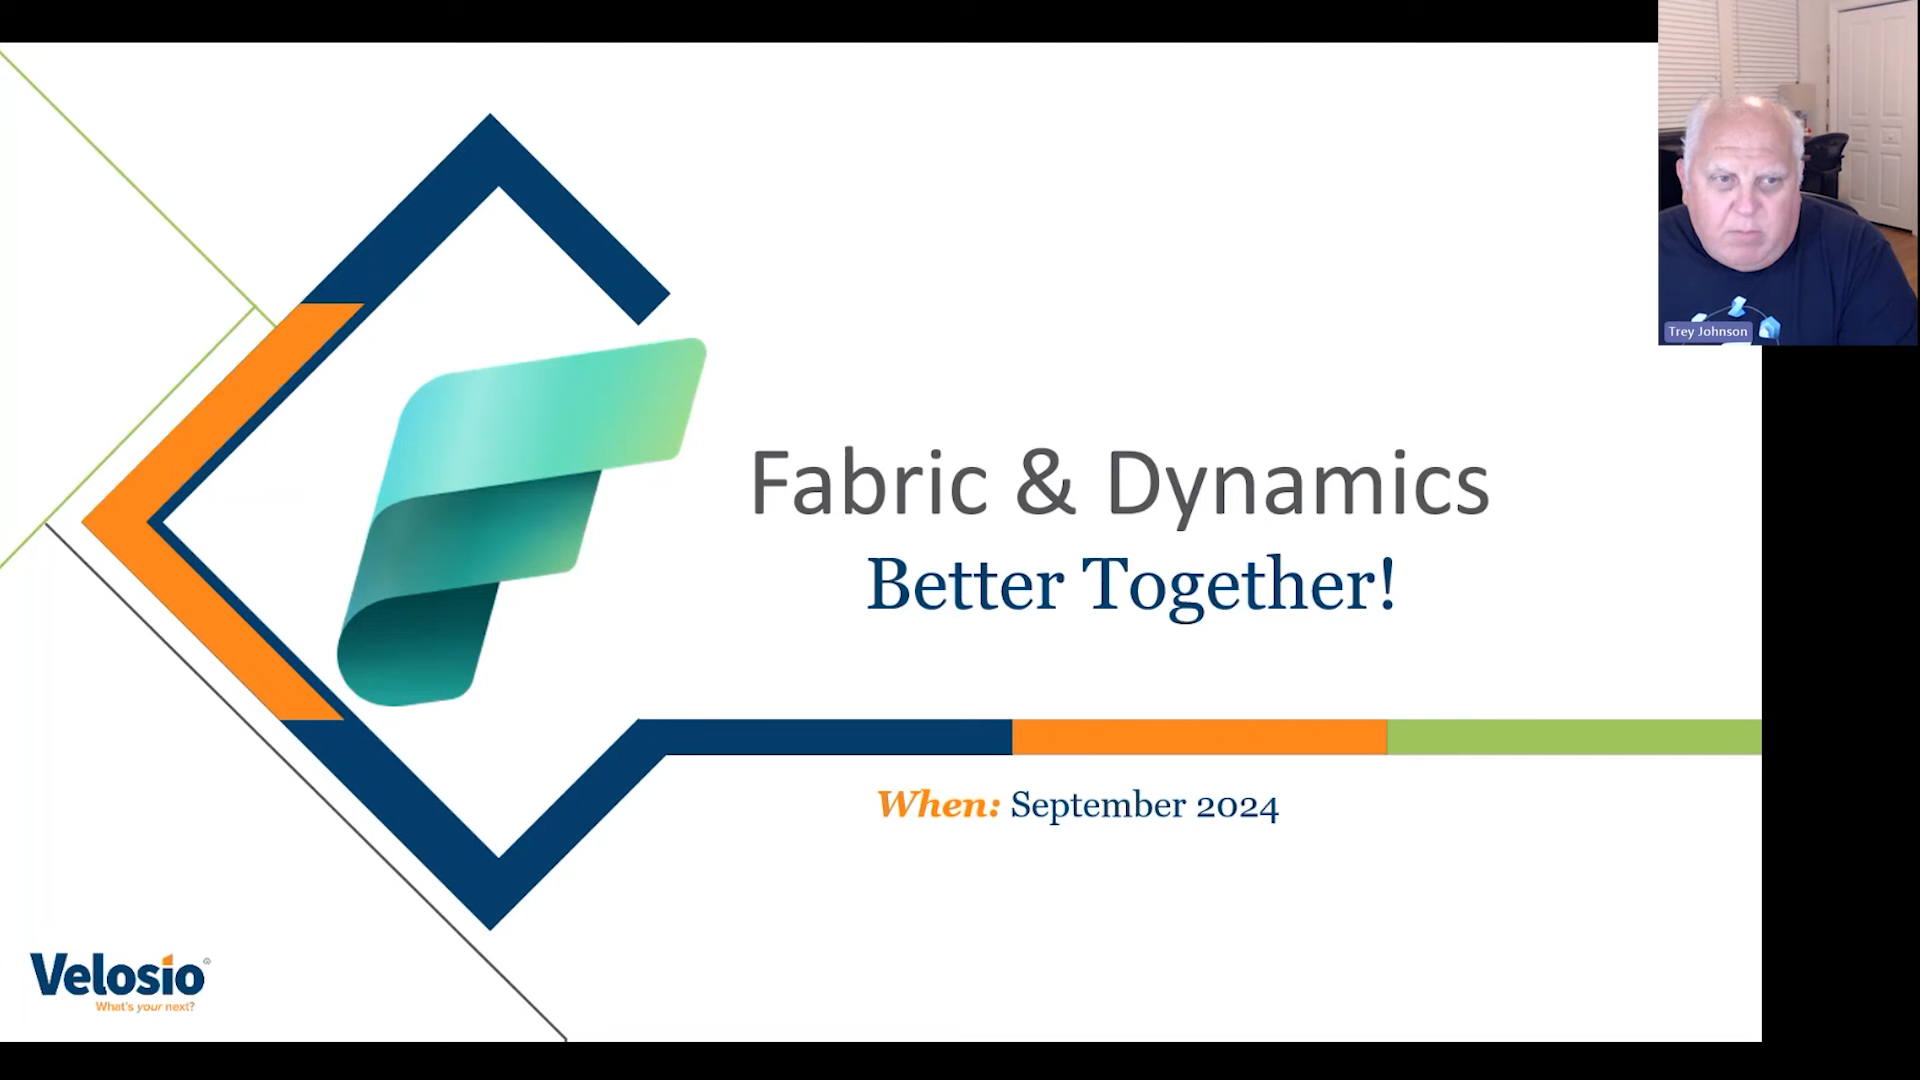 Trey Johnson
Fabric & Dynamics
Better Together!
When: September 2024
Velosio®
What's your next?